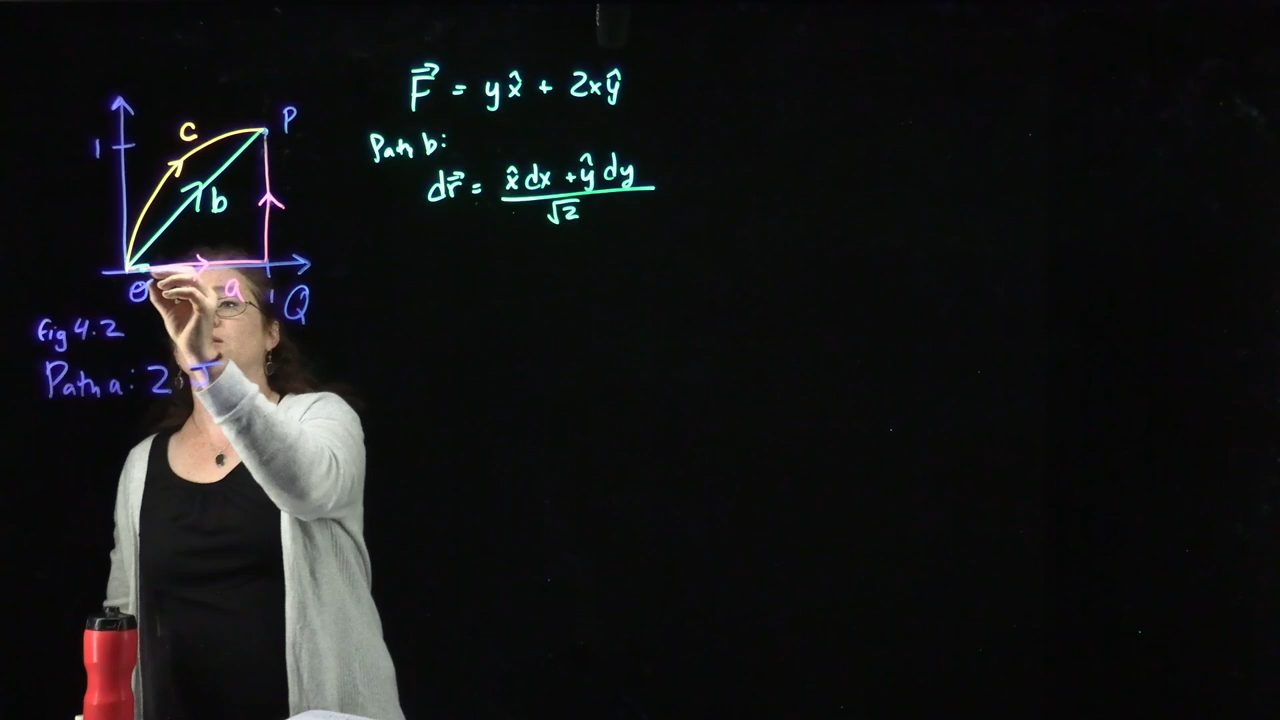 F⃗ = y x̂ + 2x ŷ
c
P
1
Path b:
dr⃗ = x̂ dx + ŷ dy
√2
b
O
a
1
Q
Fig 4.2
Path a: 2 J